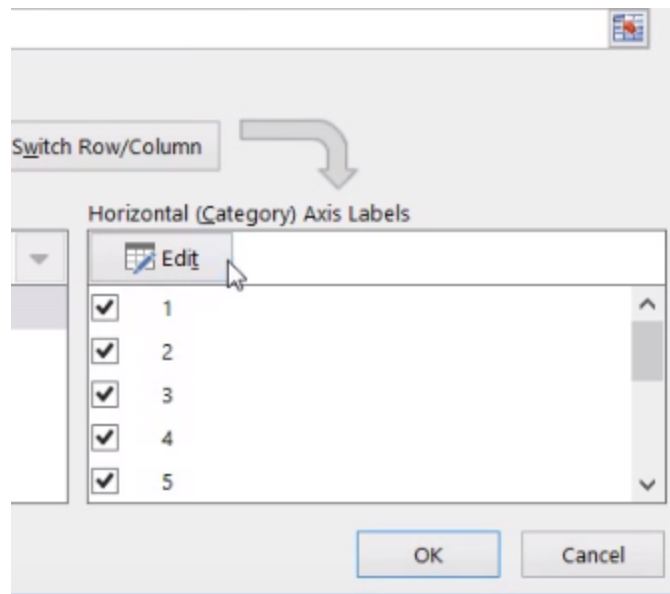 Switch Row/Column
Horizontal (Category) Axis Labels
Edit
1
2
3
4
5
OK
Cancel